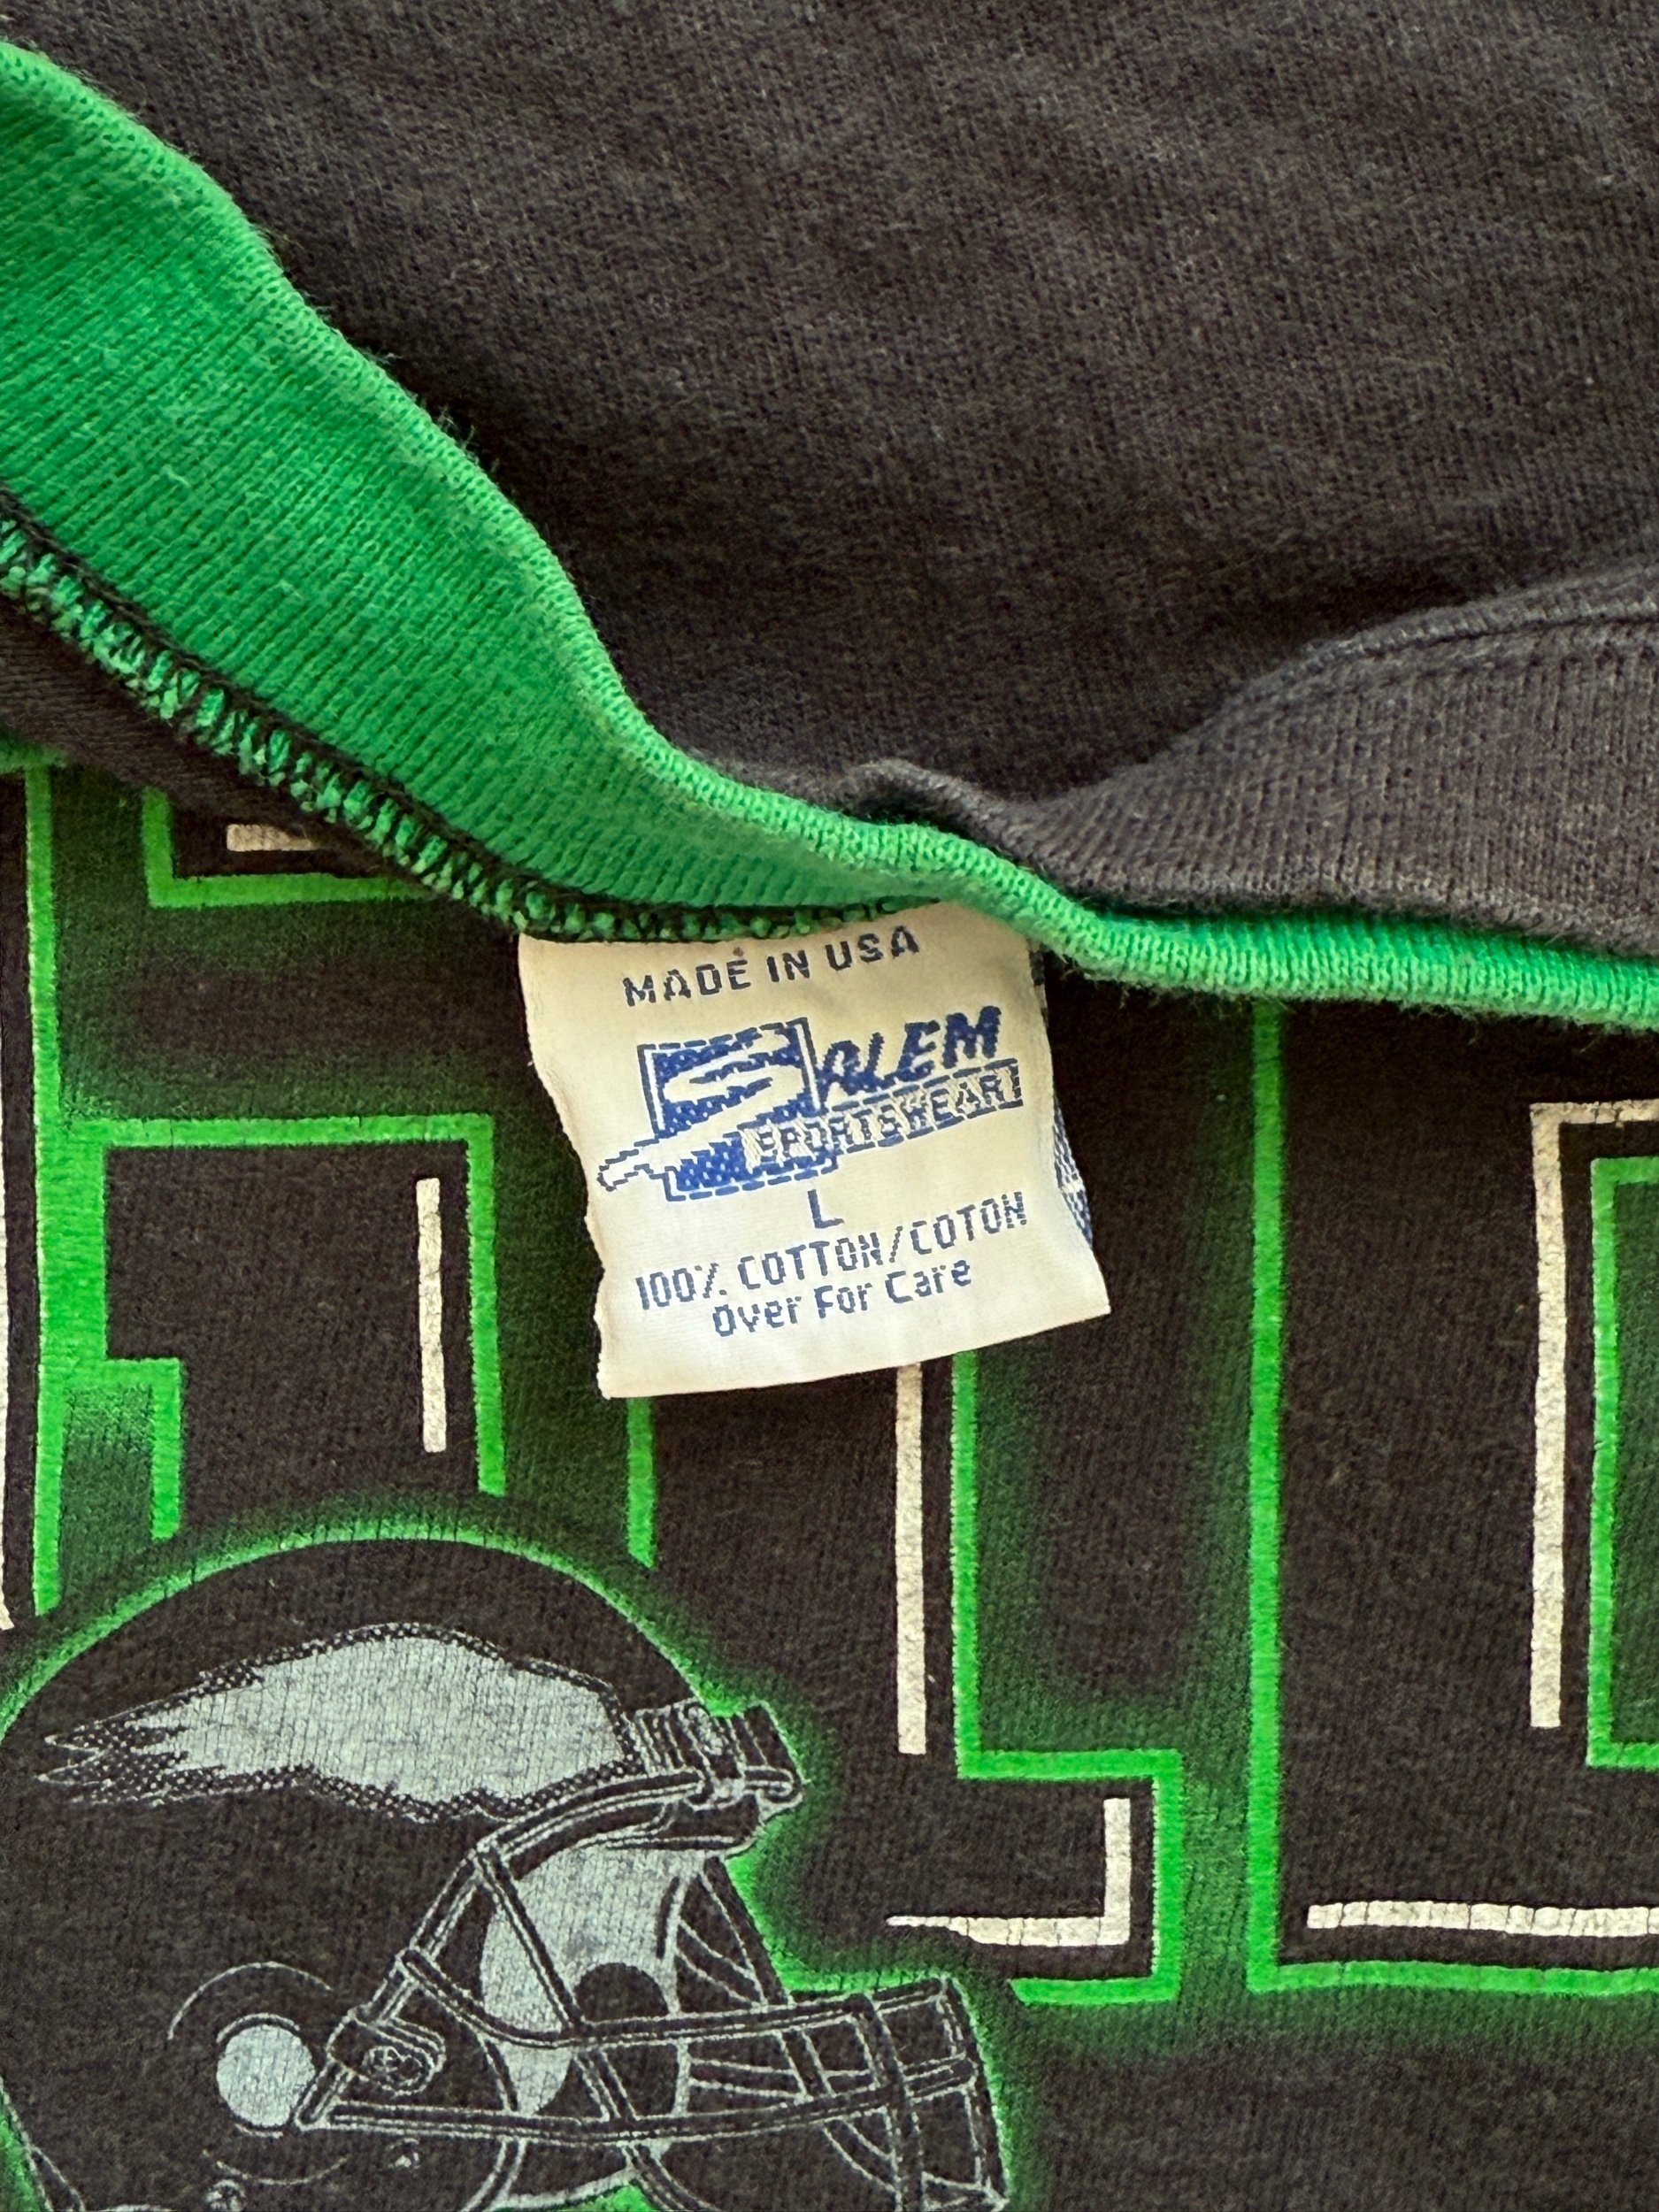 MADE IN USA
SALEM
SPORTSWEAR
L
100% COTTON/COTON
Over For Care